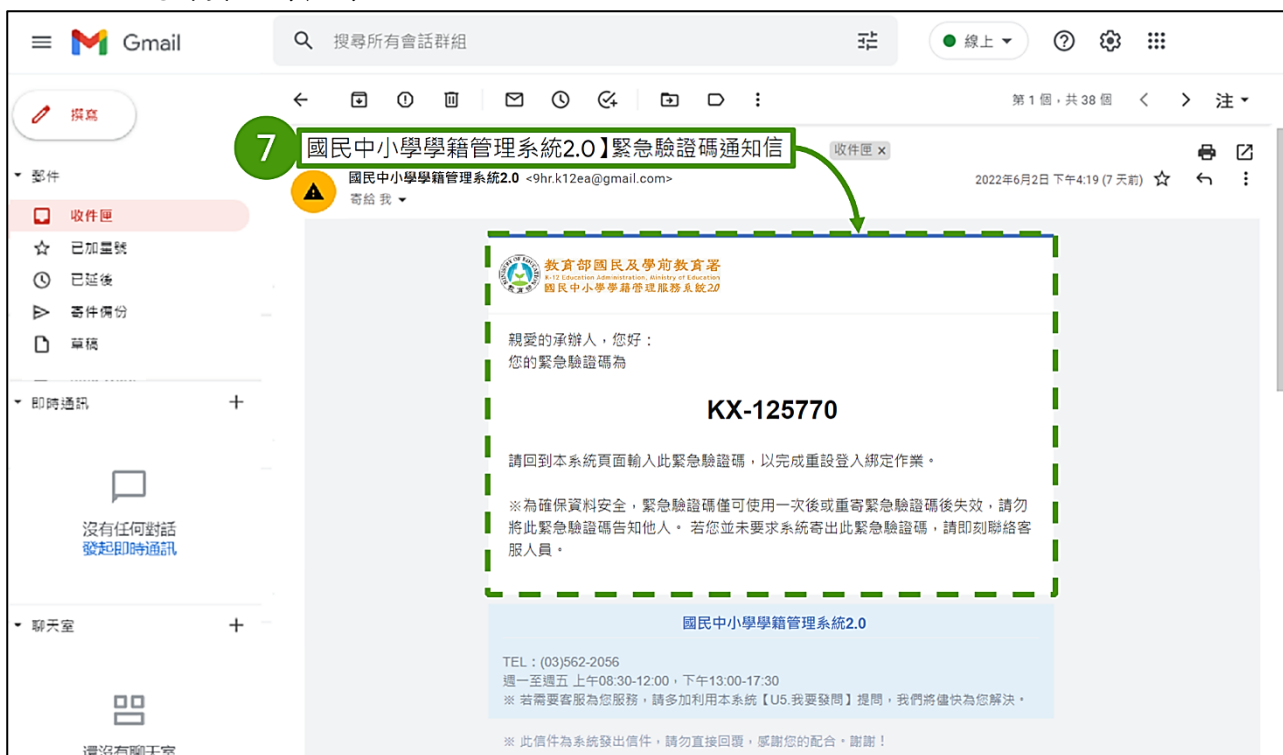 Gmail
搜尋所有會話群組
線上
撰寫
第 1 個，共 38 個
注
7
國民中小學學籍管理系統2.0】緊急驗證碼通知信
收件匣 x
郵件
國民中小學學籍管理系統2.0 <9hr.k12ea@gmail.com>
2022年6月2日 下午4:19 (7 天前)
寄給 我
收件匣
已加星號
已延後
寄件備份
草稿
教育部國民及學前教育署
K-12 Education Administration, Ministry of Education
國民中小學學籍管理服務系統2.0
親愛的承辦人，您好：
您的緊急驗證碼為
KX-125770
請回到本系統頁面輸入此緊急驗證碼，以完成重設登入綁定作業。
※為確保資料安全，緊急驗證碼僅可使用一次後或重寄緊急驗證碼後失效，請勿
將此緊急驗證碼告知他人。 若您並未要求系統寄出此緊急驗證碼，請即刻聯絡客
服人員。
即時通訊
沒有任何對話
發起即時通訊
聊天室
還沒有聊天室
國民中小學學籍管理系統2.0
TEL：(03)562-2056
週一至週五 上午08:30-12:00，下午13:00-17:30
※ 若需要客服為您服務，請多加利用本系統【U5.我要發問】提問，我們將儘快為您解決。
※ 此信件為系統發出信件，請勿直接回覆，感謝您的配合。謝謝！